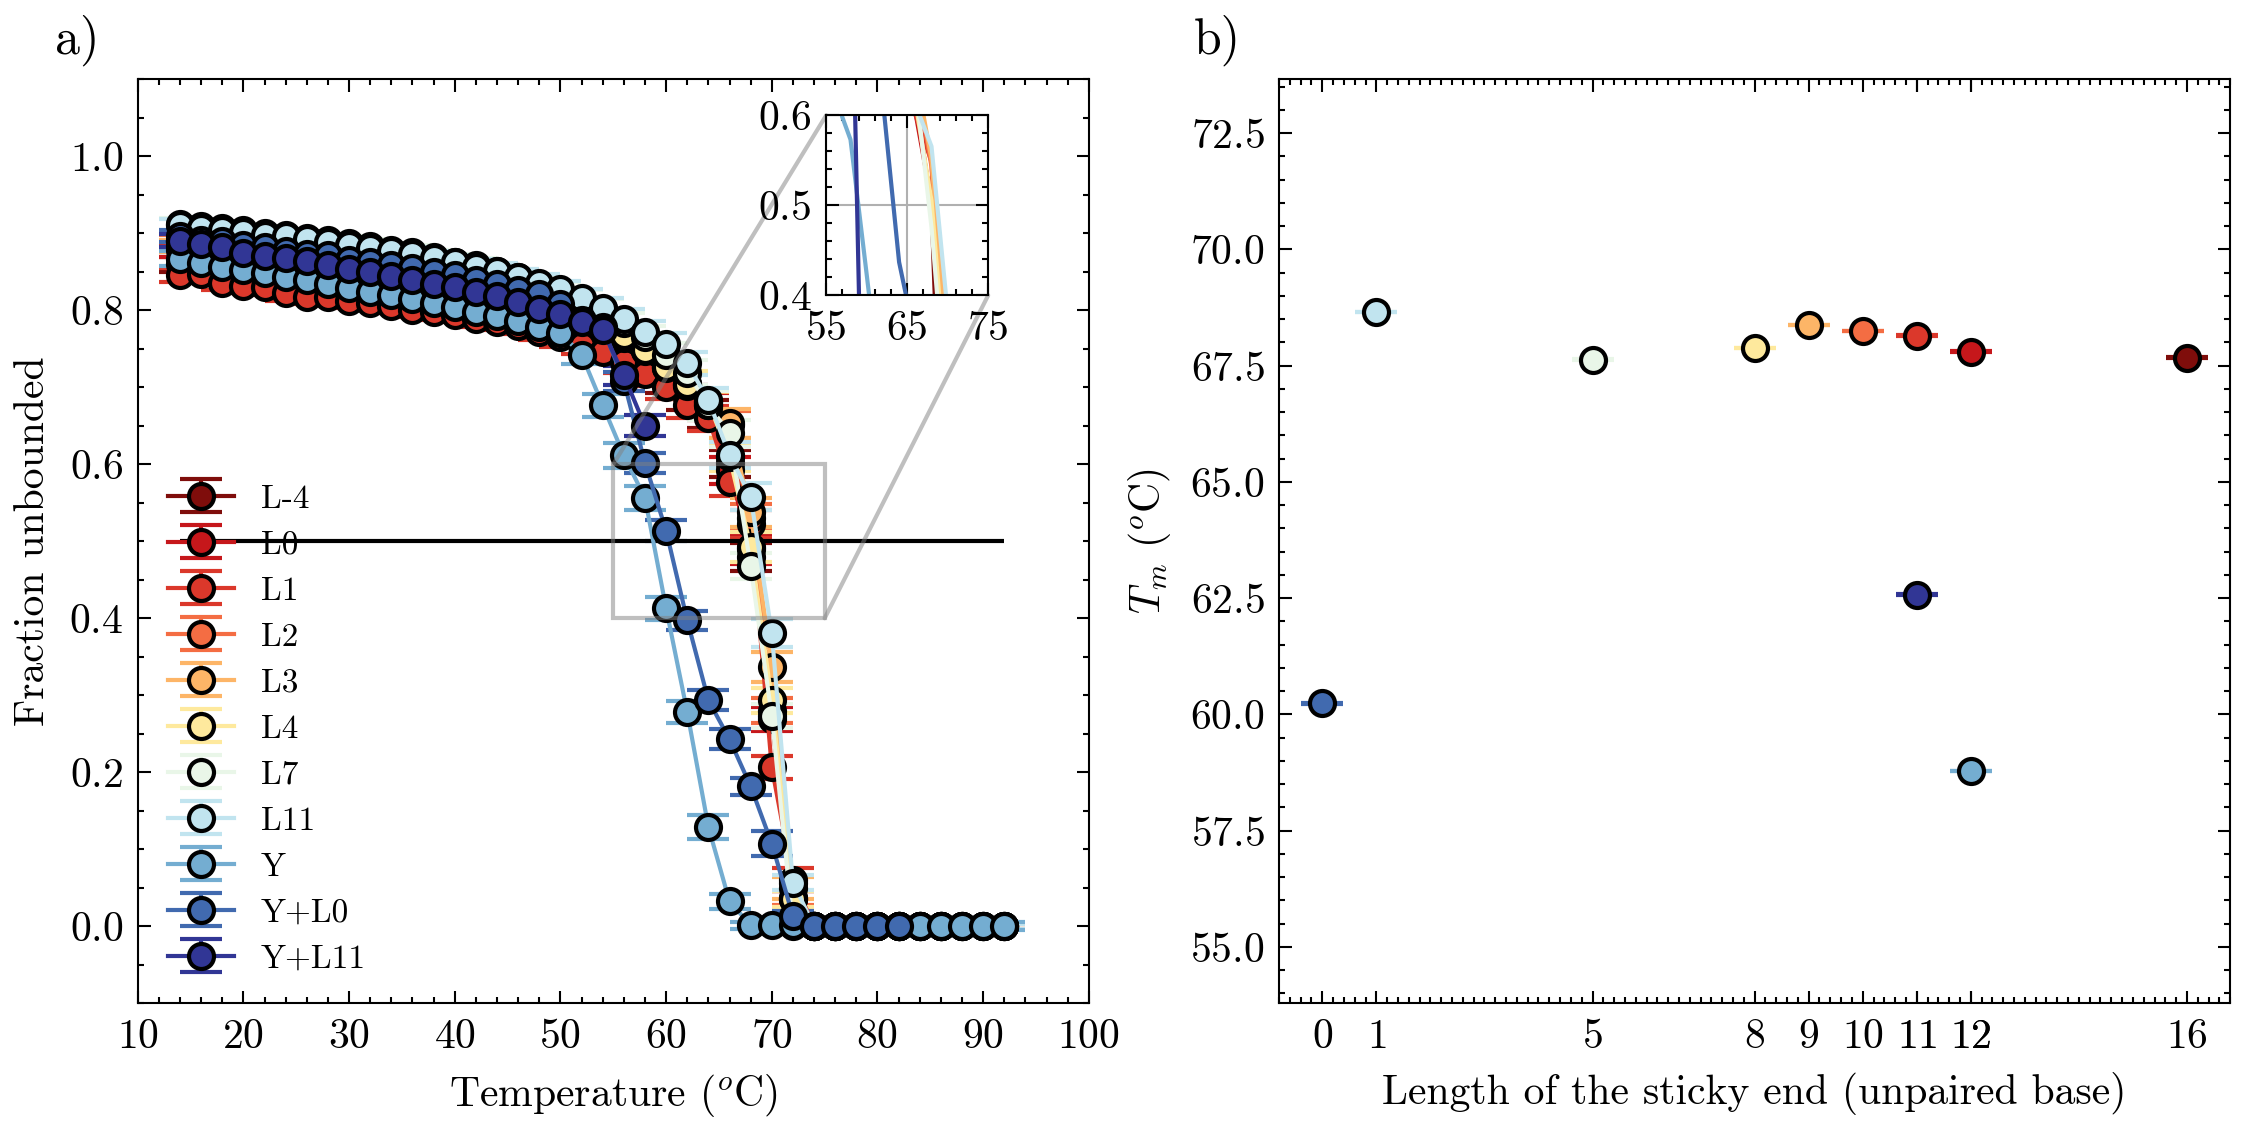 a)
b)
Fraction unbounded
1.0
0.8
0.6
0.4
0.2
0.0
10 20 30 40 50 60 70 80 90 100
Temperature (°C)
L-4
L0
L1
L2
L3
L4
L7
L11
Y
Y+L0
Y+L11
0.6
0.5
0.4
55 65 75
Tₘ (°C)
72.5
70.0
67.5
65.0
62.5
60.0
57.5
55.0
0 1 5 8 9 10 11 12 16
Length of the sticky end (unpaired base)